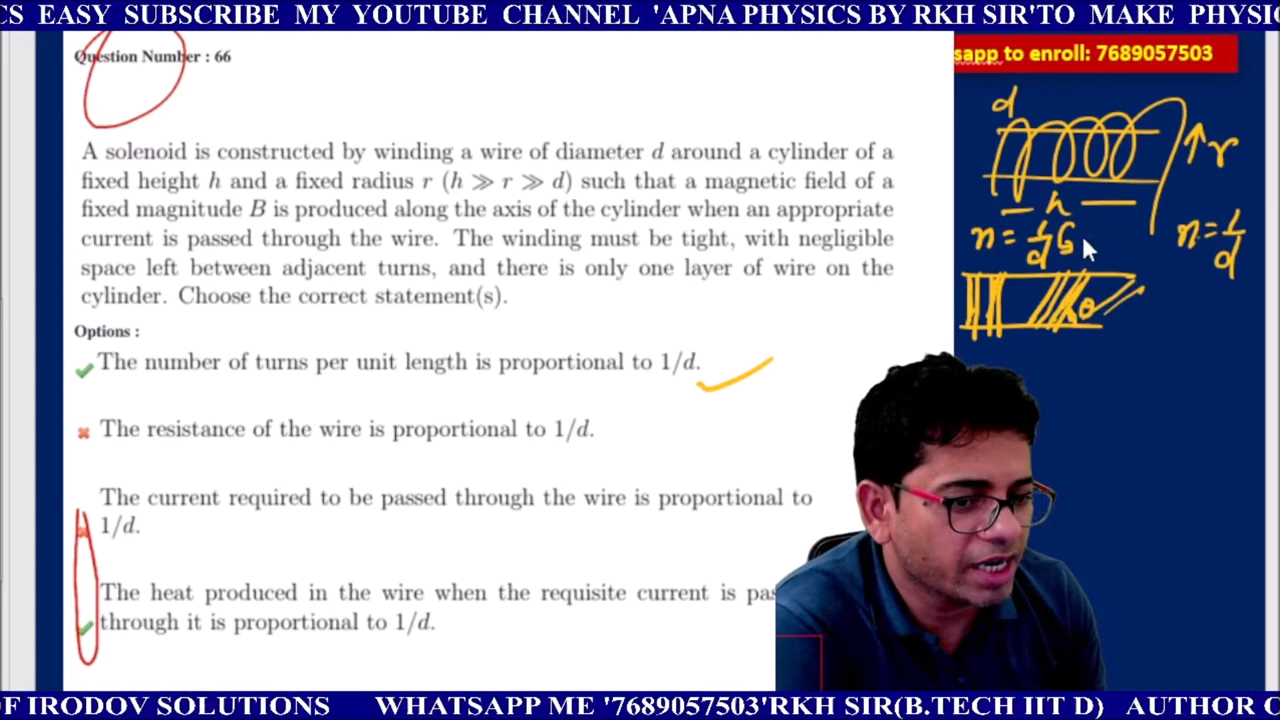 CS EASY SUBSCRIBE MY YOUTUBE CHANNEL 'APNA PHYSICS BY RKH SIR'TO MAKE PHYSIC
Question Number : 66
sapp to enroll: 7689057503
A solenoid is constructed by winding a wire of diameter d around a cylinder of a
fixed height h and a fixed radius r (h ≫ r ≫ d) such that a magnetic field of a
fixed magnitude B is produced along the axis of the cylinder when an appropriate
current is passed through the wire. The winding must be tight, with negligible
space left between adjacent turns, and there is only one layer of wire on the
cylinder. Choose the correct statement(s).
Options :
The number of turns per unit length is proportional to 1/d.
The resistance of the wire is proportional to 1/d.
The current required to be passed through the wire is proportional to
1/d.
The heat produced in the wire when the requisite current is pas
through it is proportional to 1/d.
d
r
h
n = 1/d
n = 1/d
θ
OF IRODOV SOLUTIONS WHATSAPP ME '7689057503'RKH SIR(B.TECH IIT D) AUTHOR O